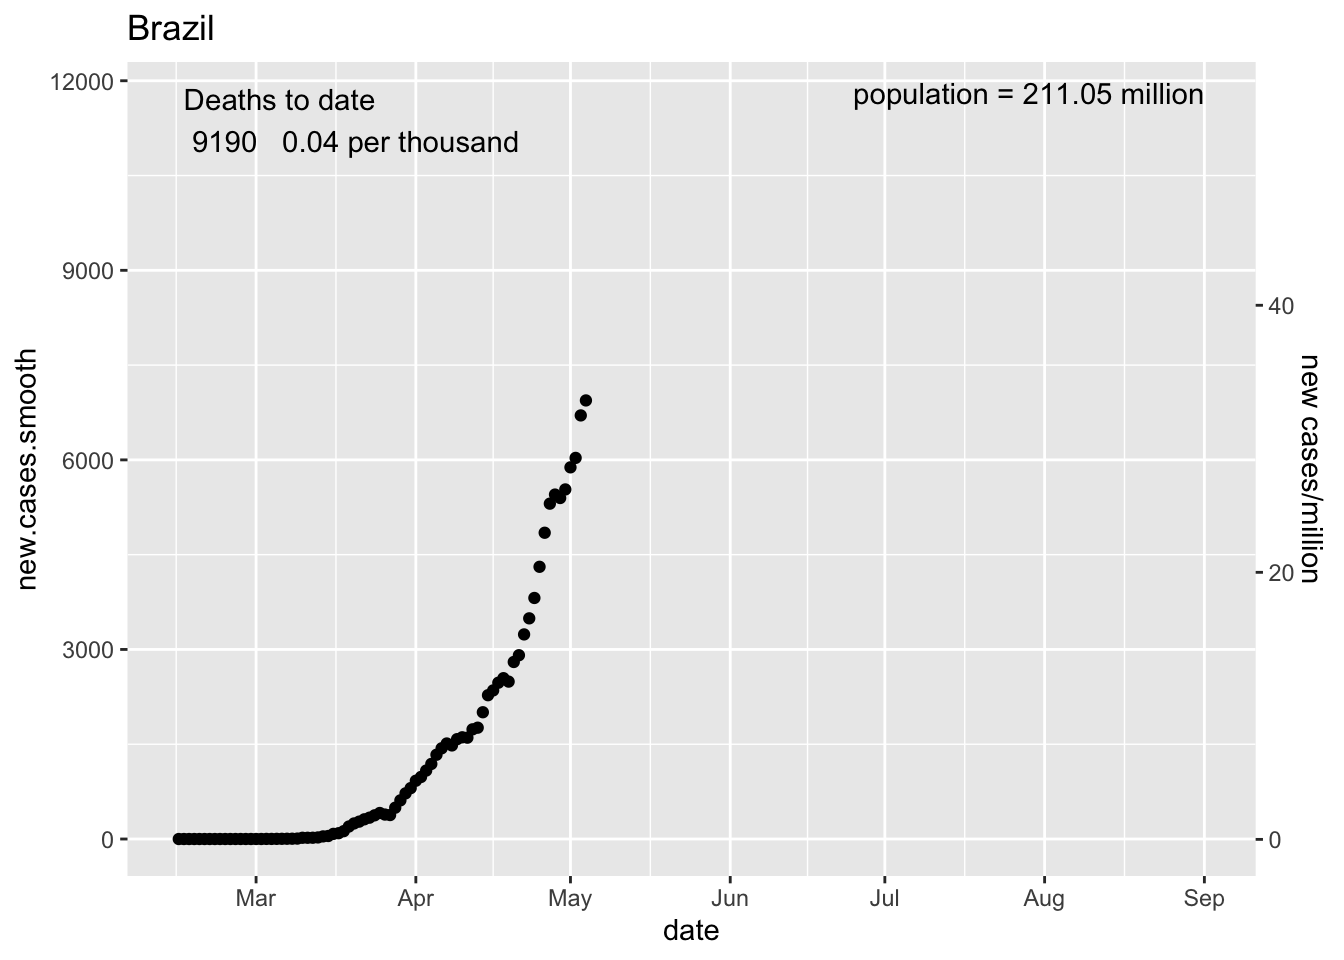 Brazil
Deaths to date
9190 0.04 per thousand
population = 211.05 million
new.cases.smooth
12000
9000
6000
3000
0
40
20
0
new cases/million
Mar Apr May Jun Jul Aug Sep
date